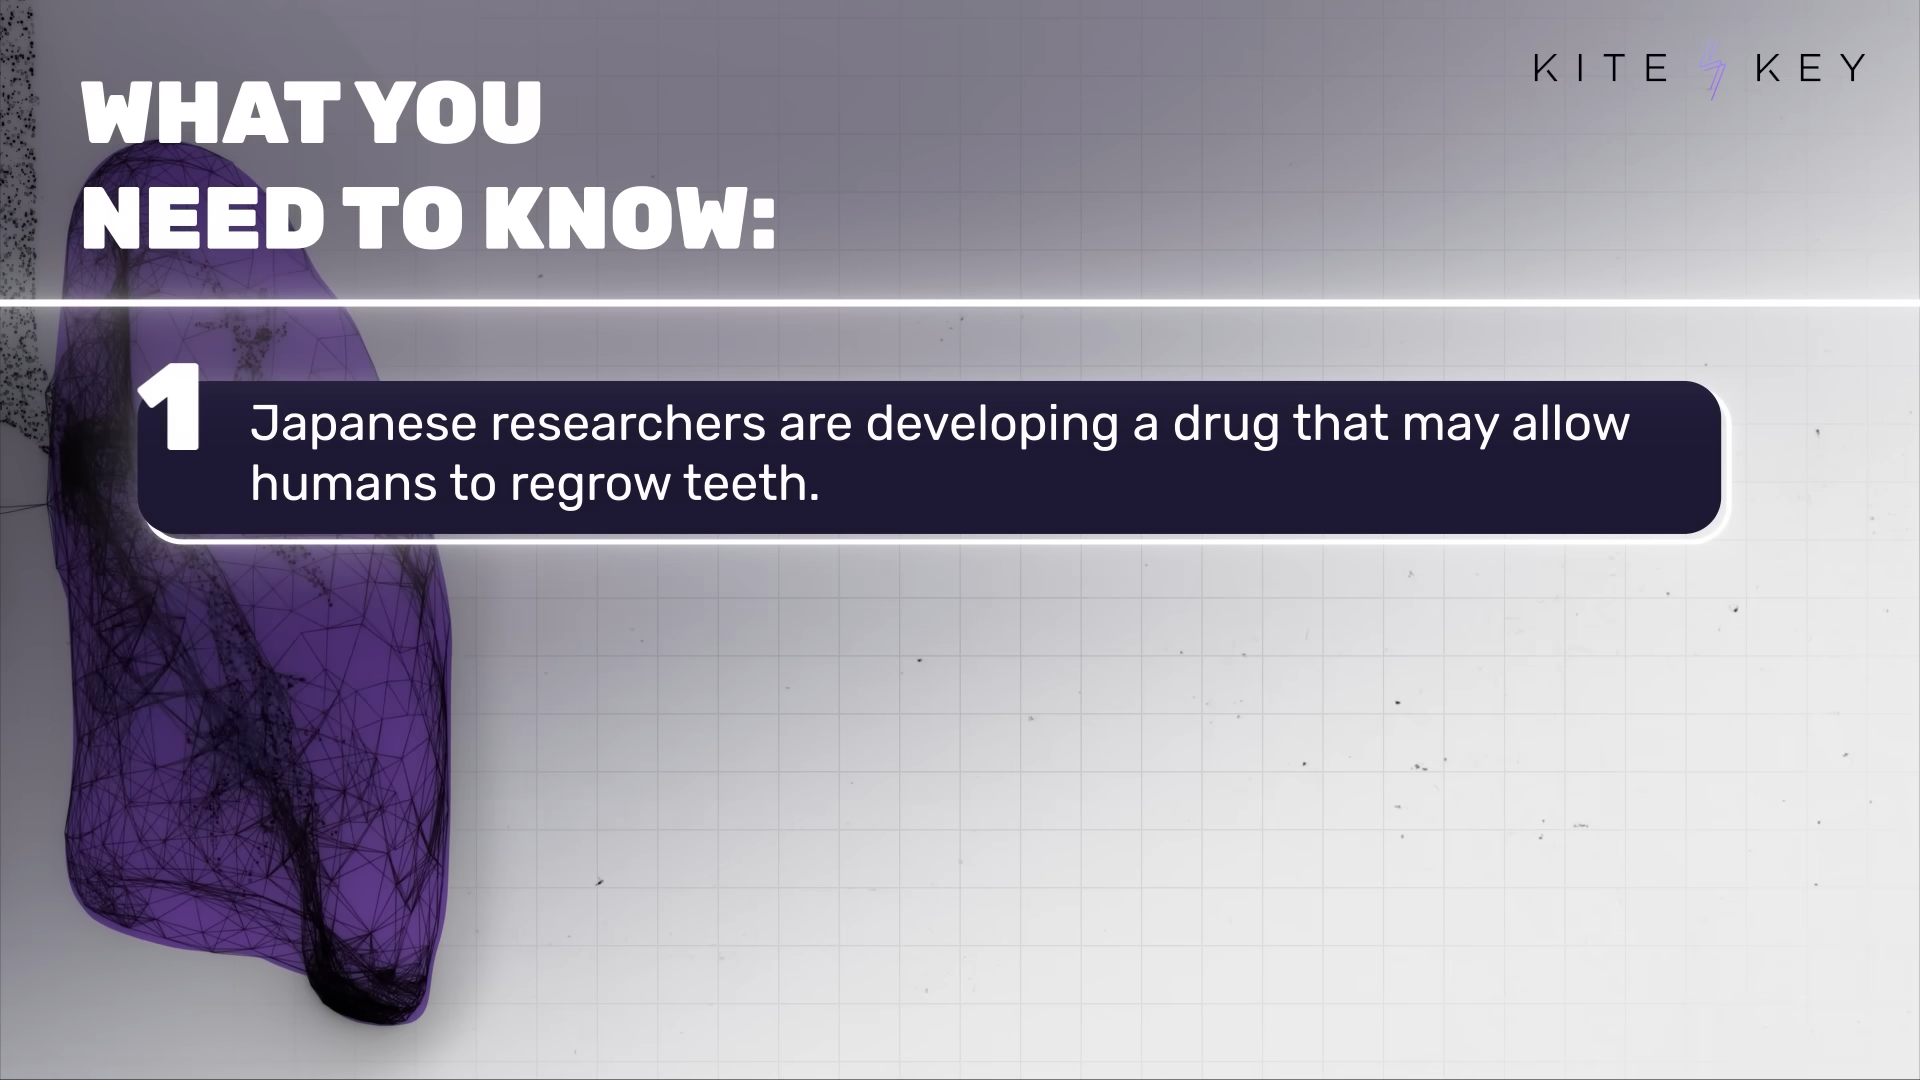 WHAT YOU
NEED TO KNOW:
KITE KEY
1
Japanese researchers are developing a drug that may allow
humans to regrow teeth.